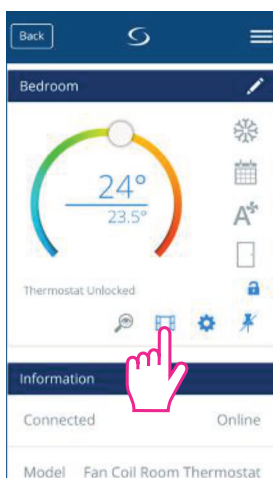 Back
Bedroom
24°
23.5°
A
Thermostat Unlocked
Information
Connected Online
Model Fan Coil Room Thermostat